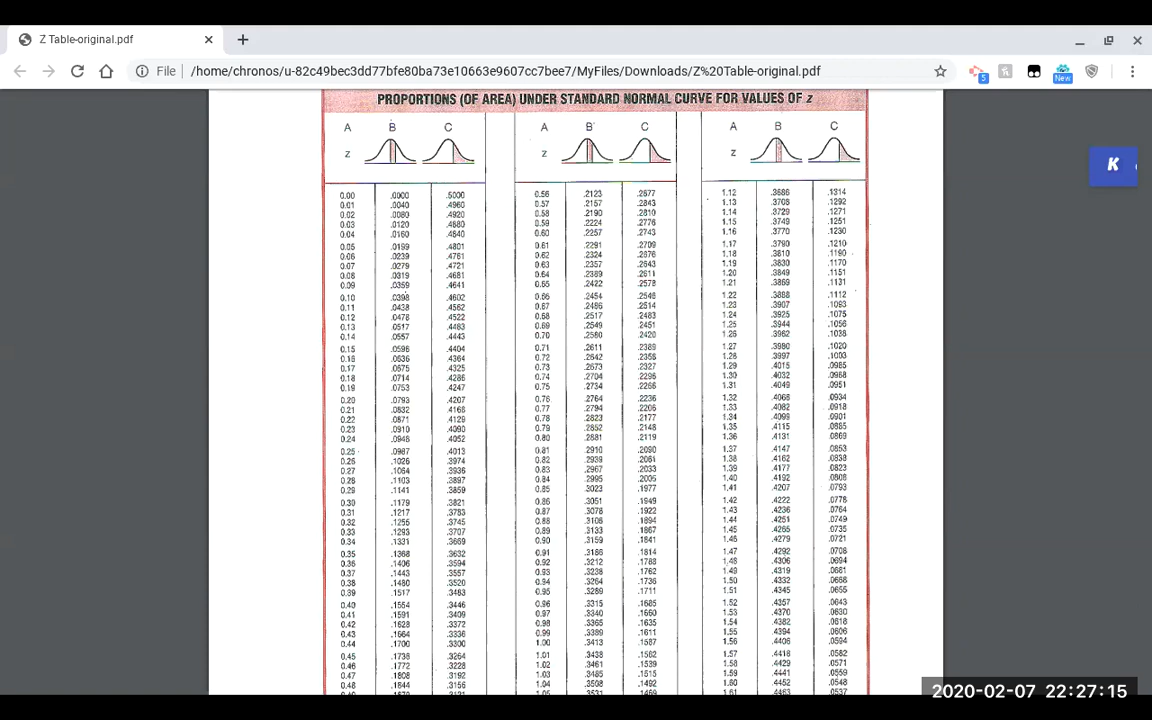 Z Table-original.pdf
File | /home/chronos/u-82c49bec3dd77bfe80ba73e10663e9607cc7bee7/MyFiles/Downloads/Z%20Table-original.pdf
5
New
K
PROPORTIONS (OF AREA) UNDER STANDARD NORMAL CURVE FOR VALUES OF z
A B C A B C A B C
z z z
0.00 .0000 .5000 0.56 .2123 .2877 1.12 .3686 .1314
0.01 .0040 .4960 0.57 .2157 .2843 1.13 .3708 .1292
0.02 .0080 .4920 0.58 .2190 .2810 1.14 .3729 .1271
0.03 .0120 .4880 0.59 .2224 .2776 1.15 .3749 .1251
0.04 .0160 .4840 0.60 .2257 .2743 1.16 .3770 .1230
0.05 .0199 .4801 0.61 .2291 .2709 1.17 .3790 .1210
0.06 .0239 .4761 0.62 .2324 .2676 1.18 .3810 .1190
0.07 .0279 .4721 0.63 .2357 .2643 1.19 .3830 .1170
0.08 .0319 .4681 0.64 .2389 .2611 1.20 .3849 .1151
0.09 .0359 .4641 0.65 .2422 .2578 1.21 .3869 .1131
0.10 .0398 .4602 0.66 .2454 .2546 1.22 .3888 .1112
0.11 .0438 .4562 0.67 .2486 .2514 1.23 .3907 .1093
0.12 .0478 .4522 0.68 .2517 .2483 1.24 .3925 .1075
0.13 .0517 .4483 0.69 .2549 .2451 1.25 .3944 .1056
0.14 .0557 .4443 0.70 .2580 .2420 1.26 .3962 .1038
0.15 .0596 .4404 0.71 .2611 .2389 1.27 .3980 .1020
0.16 .0636 .4364 0.72 .2642 .2358 1.28 .3997 .1003
0.17 .0675 .4325 0.73 .2673 .2327 1.29 .4015 .0985
0.18 .0714 .4286 0.74 .2704 .2296 1.30 .4032 .0968
0.19 .0753 .4247 0.75 .2734 .2266 1.31 .4049 .0951
0.20 .0793 .4207 0.76 .2764 .2236 1.32 .4066 .0934
0.21 .0832 .4168 0.77 .2794 .2206 1.33 .4082 .0918
0.22 .0871 .4129 0.78 .2823 .2177 1.34 .4099 .0901
0.23 .0910 .4090 0.79 .2852 .2148 1.35 .4115 .0885
0.24 .0948 .4052 0.80 .2881 .2119 1.36 .4131 .0869
0.25 .0987 .4013 0.81 .2910 .2090 1.37 .4147 .0853
0.26 .1026 .3974 0.82 .2939 .2061 1.38 .4162 .0838
0.27 .1064 .3936 0.83 .2967 .2033 1.39 .4177 .0823
0.28 .1103 .3897 0.84 .2995 .2005 1.40 .4192 .0808
0.29 .1141 .3859 0.85 .3023 .1977 1.41 .4207 .0793
0.30 .1179 .3821 0.86 .3051 .1949 1.42 .4222 .0778
0.31 .1217 .3783 0.87 .3078 .1922 1.43 .4236 .0764
0.32 .1255 .3745 0.88 .3106 .1894 1.44 .4251 .0749
0.33 .1293 .3707 0.89 .3133 .1867 1.45 .4265 .0735
0.34 .1331 .3669 0.90 .3159 .1841 1.46 .4279 .0721
0.35 .1368 .3632 0.91 .3186 .1814 1.47 .4292 .0708
0.36 .1406 .3594 0.92 .3212 .1788 1.48 .4306 .0694
0.37 .1443 .3557 0.93 .3238 .1762 1.49 .4319 .0681
0.38 .1480 .3520 0.94 .3264 .1736 1.50 .4332 .0668
0.39 .1517 .3483 0.95 .3289 .1711 1.51 .4345 .0655
0.40 .1554 .3446 0.96 .3315 .1685 1.52 .4357 .0643
0.41 .1591 .3409 0.97 .3340 .1660 1.53 .4370 .0630
0.42 .1628 .3372 0.98 .3365 .1635 1.54 .4382 .0618
0.43 .1664 .3336 0.99 .3389 .1611 1.55 .4394 .0606
0.44 .1700 .3300 1.00 .3413 .1587 1.56 .4406 .0594
0.45 .1736 .3264 1.01 .3438 .1562 1.57 .4418 .0582
0.46 .1772 .3228 1.02 .3461 .1539 1.58 .4429 .0571
0.47 .1808 .3192 1.03 .3485 .1515 1.59 .4441 .0559
0.48 .1844 .3156 1.04 .3508 .1492 1.60 .4452 .0548
1.61 .4463 .0537
2020-02-07 22:27:15